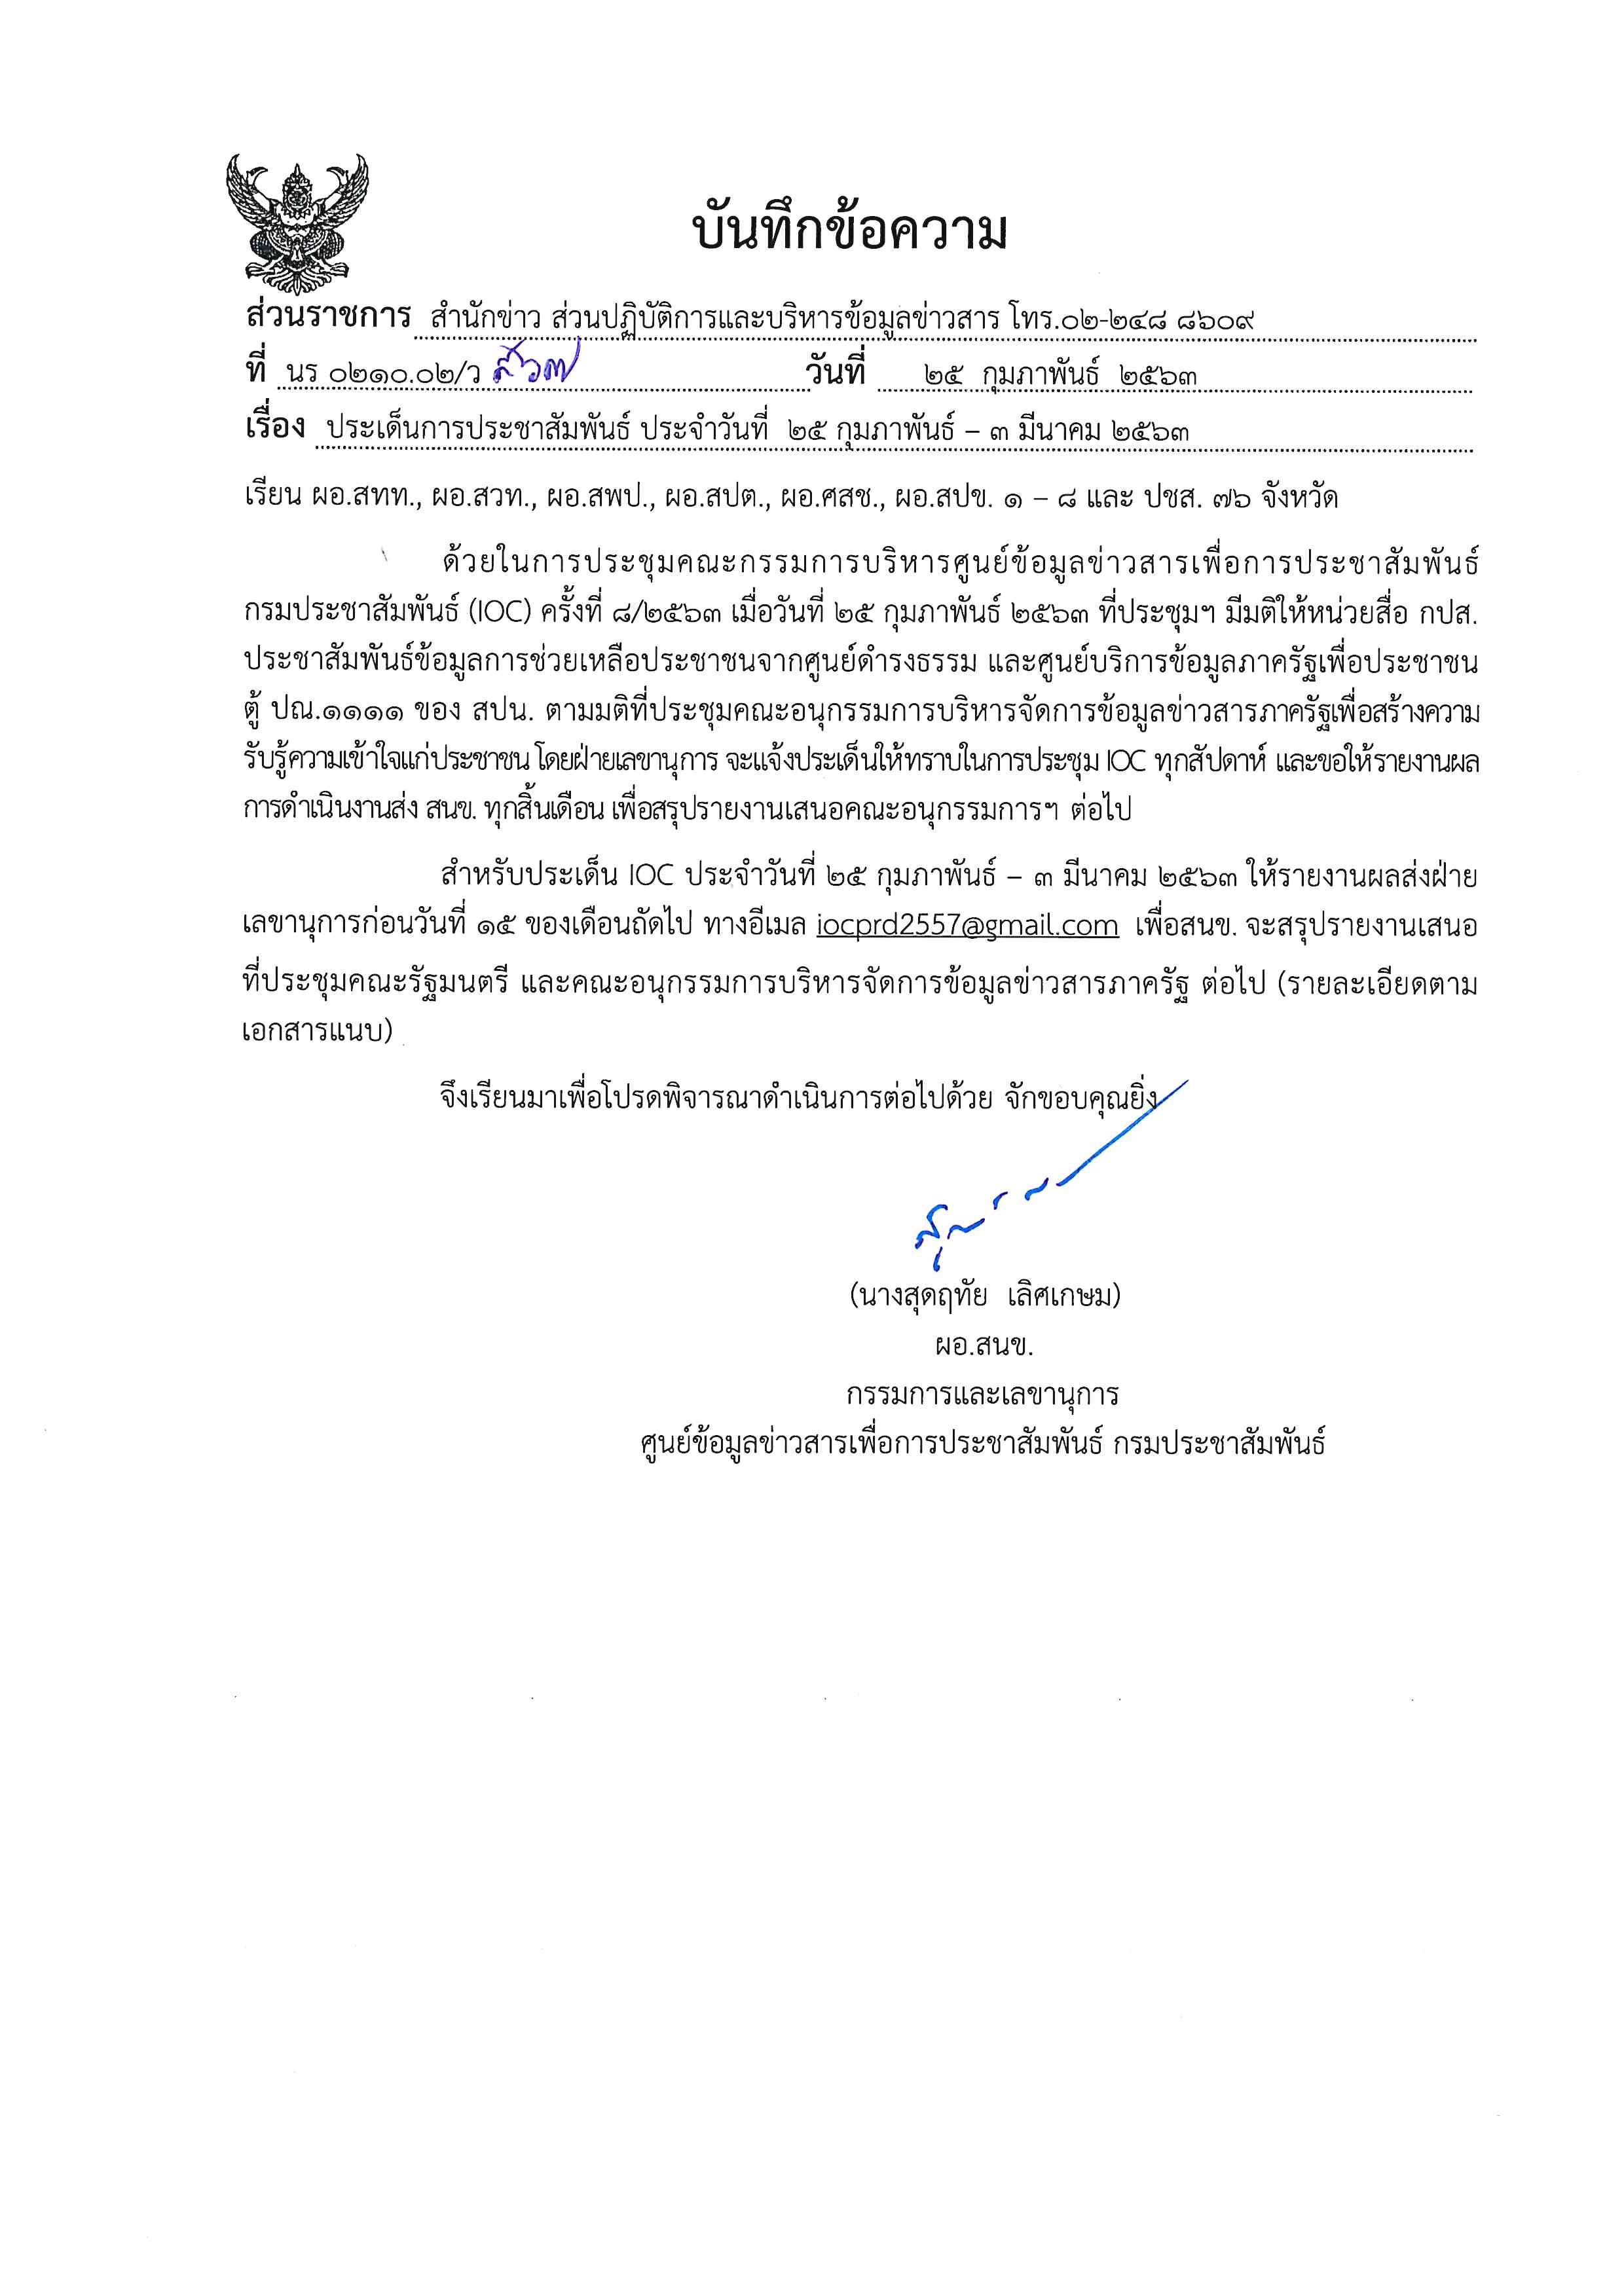 บันทึกข้อความ
ส่วนราชการ สำนักข่าว ส่วนปฏิบัติการและบริหารข้อมูลข่าวสาร โทร.๐๒-๒๔๘ ๘๖๐๙
ที่ นร ๐๒๑๐.๐๒/ว วันที่ ๒๕ กุมภาพันธ์ ๒๕๖๓
เรื่อง ประเด็นการประชาสัมพันธ์ ประจำวันที่ ๒๕ กุมภาพันธ์ – ๓ มีนาคม ๒๕๖๓
เรียน ผอ.สทท., ผอ.สวท., ผอ.สพป., ผอ.สปต., ผอ.ศสช., ผอ.สปข. ๑ – ๘ และ ปชส. ๗๖ จังหวัด
ด้วยในการประชุมคณะกรรมการบริหารศูนย์ข้อมูลข่าวสารเพื่อการประชาสัมพันธ์
กรมประชาสัมพันธ์ (IOC) ครั้งที่ ๘/๒๕๖๓ เมื่อวันที่ ๒๕ กุมภาพันธ์ ๒๕๖๓ ที่ประชุมฯ มีมติให้หน่วยสื่อ กปส.
ประชาสัมพันธ์ข้อมูลการช่วยเหลือประชาชนจากศูนย์ดำรงธรรม และศูนย์บริการข้อมูลภาครัฐเพื่อประชาชน
ตู้ ปณ.๑๑๑๑ ของ สปน. ตามมติที่ประชุมคณะอนุกรรมการบริหารจัดการข้อมูลข่าวสารภาครัฐเพื่อสร้างความ
รับรู้ความเข้าใจแก่ประชาชน โดยฝ่ายเลขานุการ จะแจ้งประเด็นให้ทราบในการประชุม IOC ทุกสัปดาห์ และขอให้รายงานผล
การดำเนินงานส่ง สนข. ทุกสิ้นเดือน เพื่อสรุปรายงานเสนอคณะอนุกรรมการฯ ต่อไป
สำหรับประเด็น IOC ประจำวันที่ ๒๕ กุมภาพันธ์ – ๓ มีนาคม ๒๕๖๓ ให้รายงานผลส่งฝ่าย
เลขานุการก่อนวันที่ ๑๕ ของเดือนถัดไป ทางอีเมล iocprd2557@gmail.com เพื่อสนข. จะสรุปรายงานเสนอ
ที่ประชุมคณะรัฐมนตรี และคณะอนุกรรมการบริหารจัดการข้อมูลข่าวสารภาครัฐ ต่อไป (รายละเอียดตาม
เอกสารแนบ)
จึงเรียนมาเพื่อโปรดพิจารณาดำเนินการต่อไปด้วย จักขอบคุณยิ่ง
(นางสุดฤทัย เลิศเกษม)
ผอ.สนข.
กรรมการและเลขานุการ
ศูนย์ข้อมูลข่าวสารเพื่อการประชาสัมพันธ์ กรมประชาสัมพันธ์